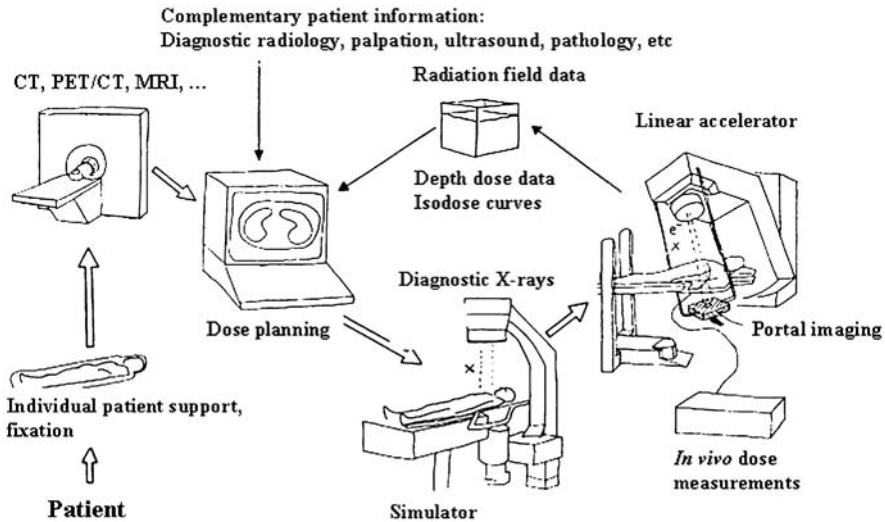 Complementary patient information:
Diagnostic radiology, palpation, ultrasound, pathology, etc
CT, PET/CT, MRI, ...
Radiation field data
Linear accelerator
Depth dose data
Isodose curves
e-
x
Diagnostic X-rays
Dose planning
Portal imaging
x
Individual patient support,
fixation
In vivo dose
measurements
Patient
Simulator